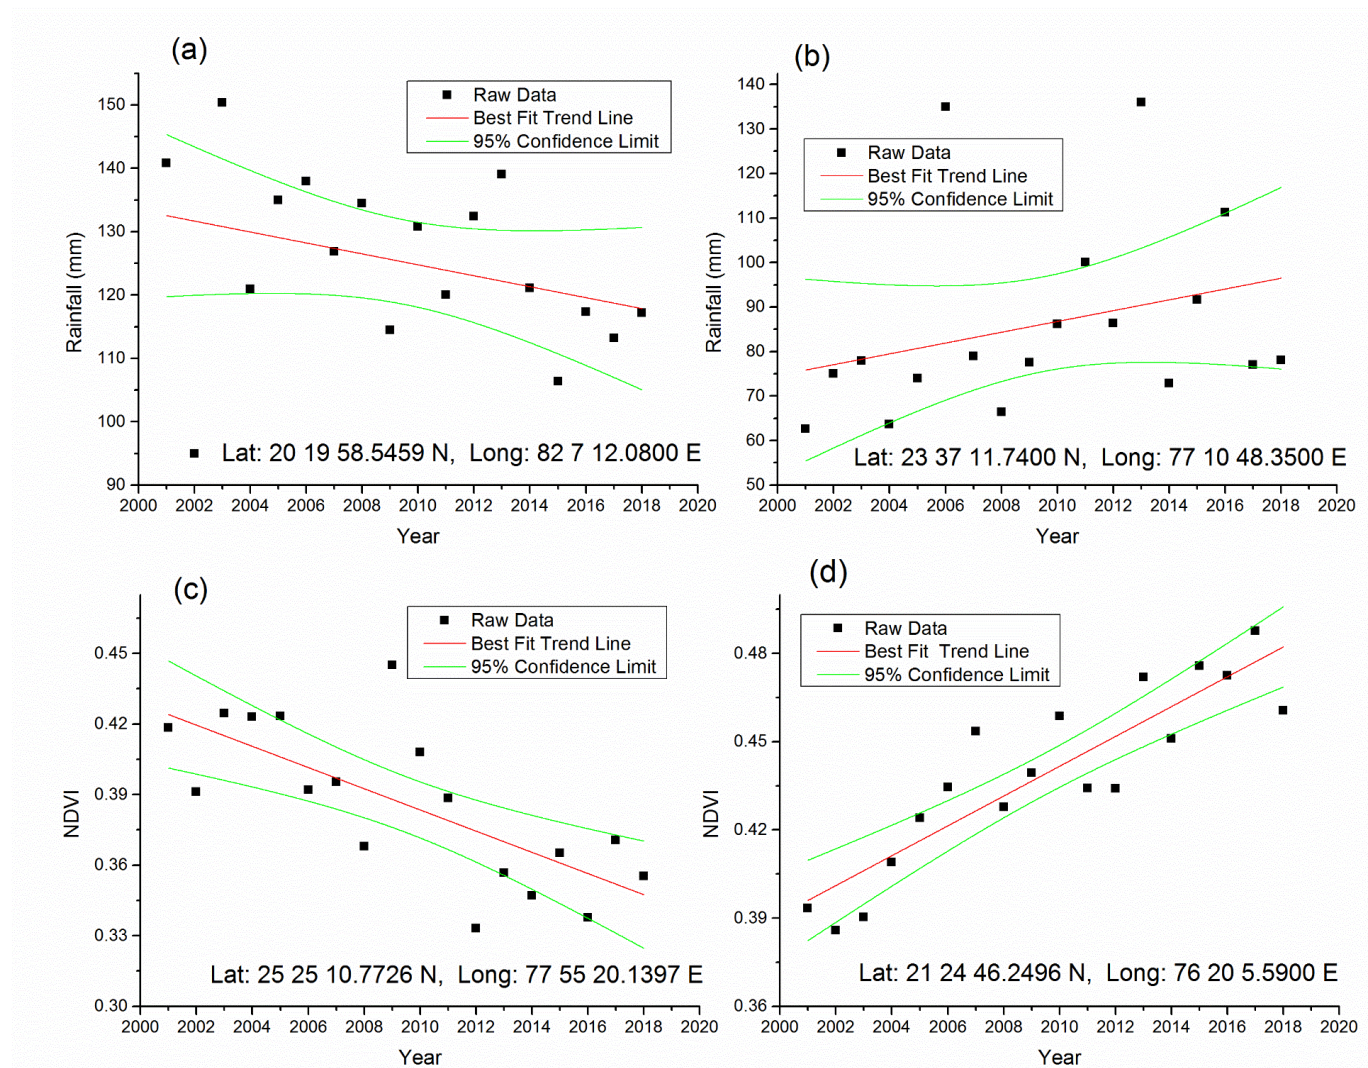 (a)
Raw Data
Best Fit Trend Line
95% Confidence Limit
150
140
130
120
110
100
90
Rainfall (mm)
Lat: 20 19 58.5459 N, Long: 82 7 12.0800 E
2000 2002 2004 2006 2008 2010 2012 2014 2016 2018 2020
Year
(b)
Raw Data
Best Fit Trend Line
95% Confidence Limit
140
130
120
110
100
90
80
70
60
50
Rainfall (mm)
Lat: 23 37 11.7400 N, Long: 77 10 48.3500 E
2000 2002 2004 2006 2008 2010 2012 2014 2016 2018 2020
Year
(c)
Raw Data
Best Fit Trend Line
95% Confidence Limit
0.45
0.42
0.39
0.36
0.33
0.30
NDVI
Lat: 25 25 10.7726 N, Long: 77 55 20.1397 E
2000 2002 2004 2006 2008 2010 2012 2014 2016 2018 2020
Year
(d)
Raw Data
Best Fit Trend Line
95% Confidence Limit
0.48
0.45
0.42
0.39
0.36
NDVI
Lat: 21 24 46.2496 N, Long: 76 20 5.5900 E
2000 2002 2004 2006 2008 2010 2012 2014 2016 2018 2020
Year